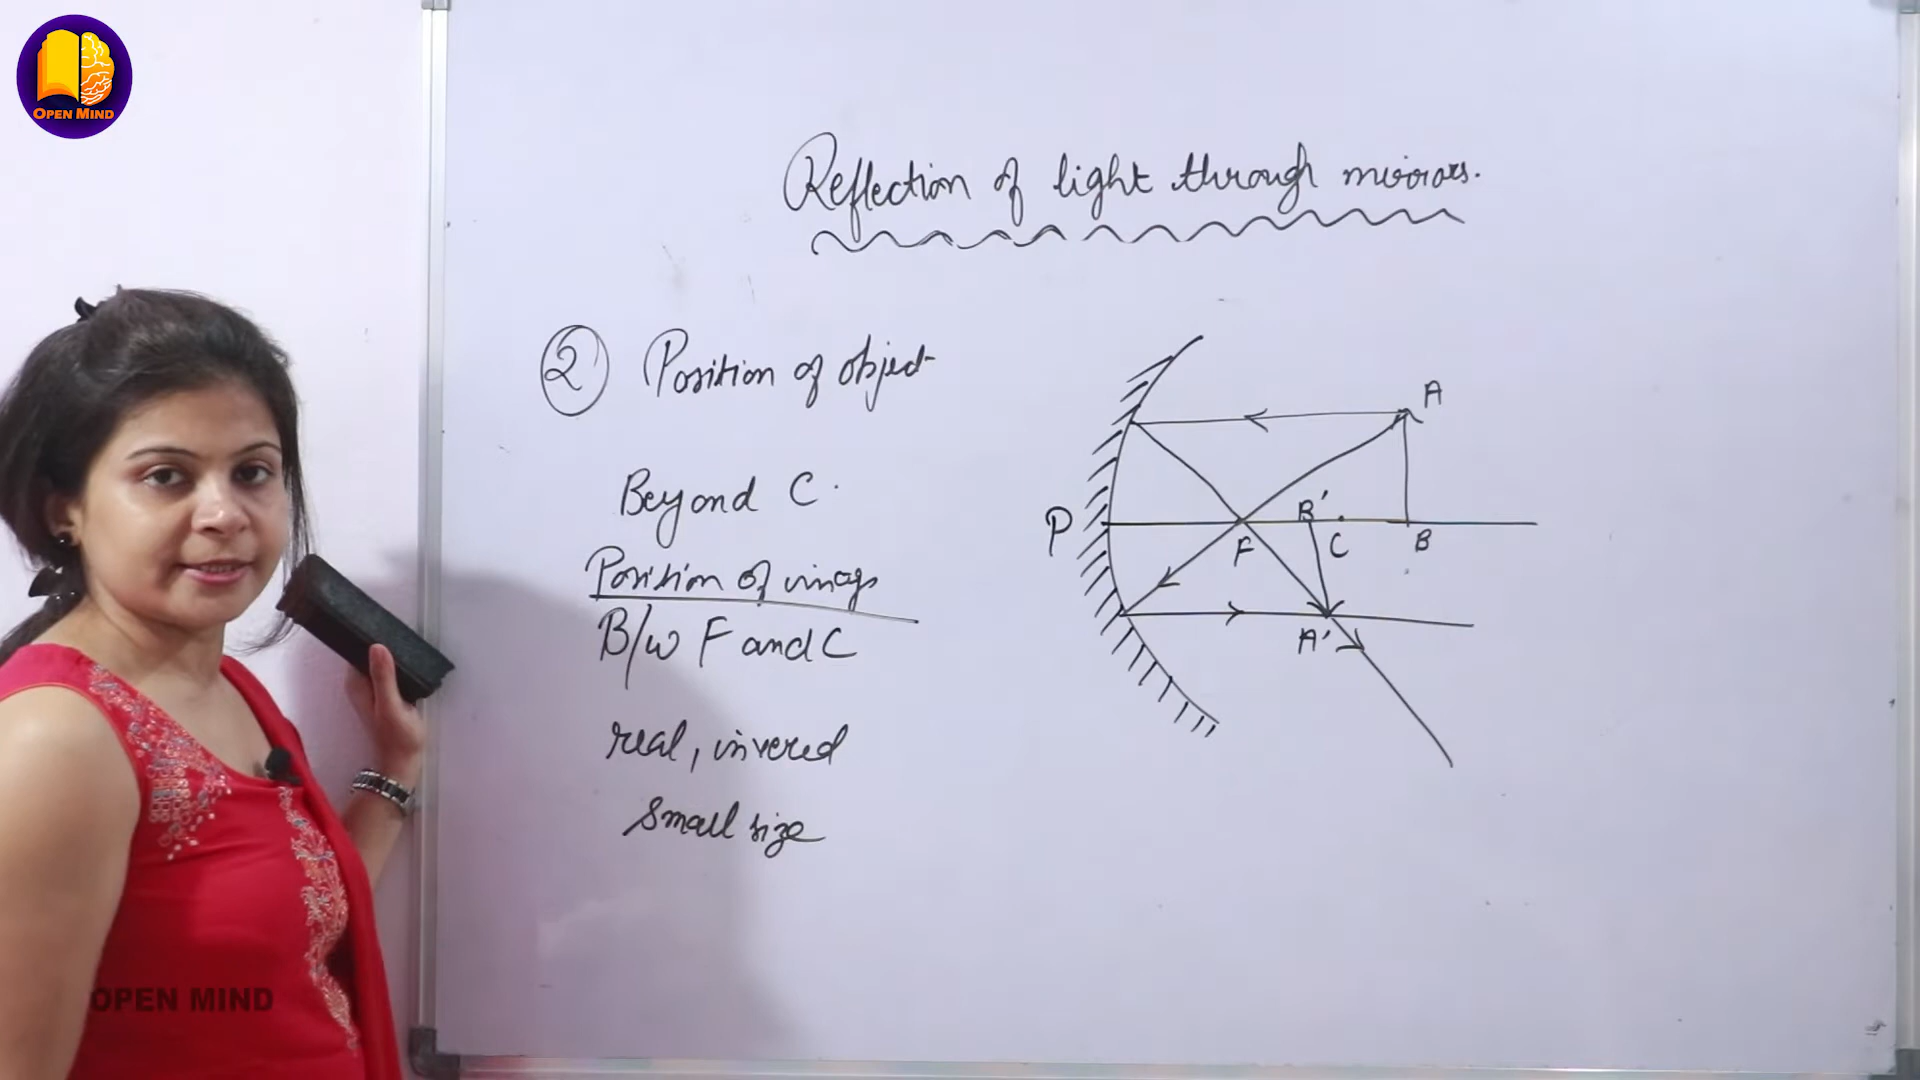 OPEN MIND
Reflection of light through mirrors.
2 Position of object
Beyond C.
Position of image
B/w F and C
real, invered
Small size
A
B'
P
F
C
B
A'
OPEN MIND